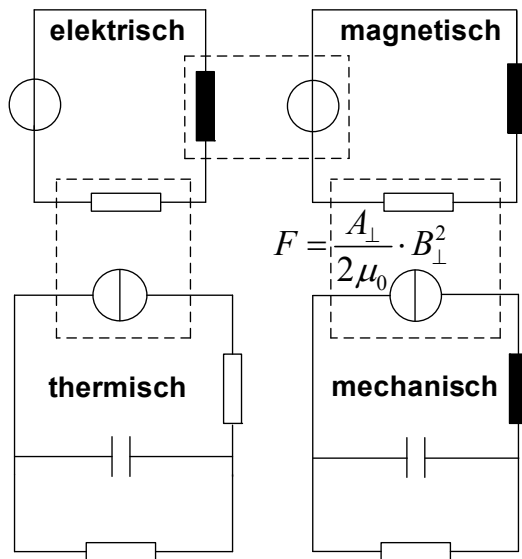 elektrisch
magnetisch
F = A⊥/2μ₀ · B⊥²
thermisch
mechanisch